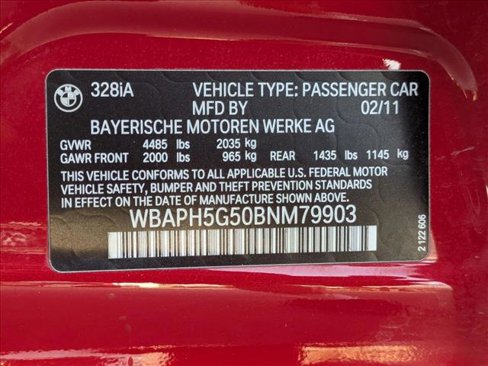 BMW
328iA VEHICLE TYPE: PASSENGER CAR
MFD BY 02/11
BAYERISCHE MOTOREN WERKE AG
GVWR 4485 lbs 2035 kg
GAWR FRONT 2000 lbs 965 kg REAR 1435 lbs 1145 kg
THIS VEHICLE CONFORMS TO ALL APPLICABLE U.S. FEDERAL MOTOR
VEHICLE SAFETY, BUMPER AND THEFT PREVENTION STANDARDS IN
EFFECT ON THE DATE OF MANUFACTURE SHOWN ABOVE.
WBAPH5G50BNM79903
2 122 606